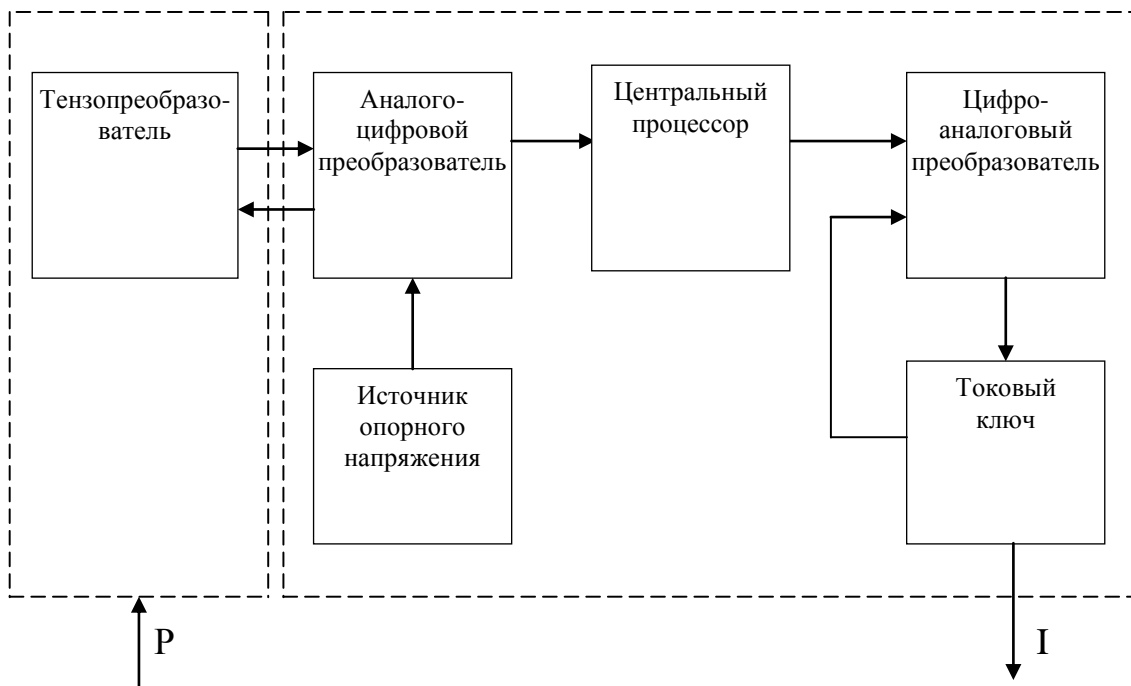 Тензопреобразо-
ватель
Аналого-
цифровой
преобразователь
Центральный
процессор
Цифро-
аналоговый
преобразователь
Источник
опорного
напряжения
Токовый
ключ
P
I